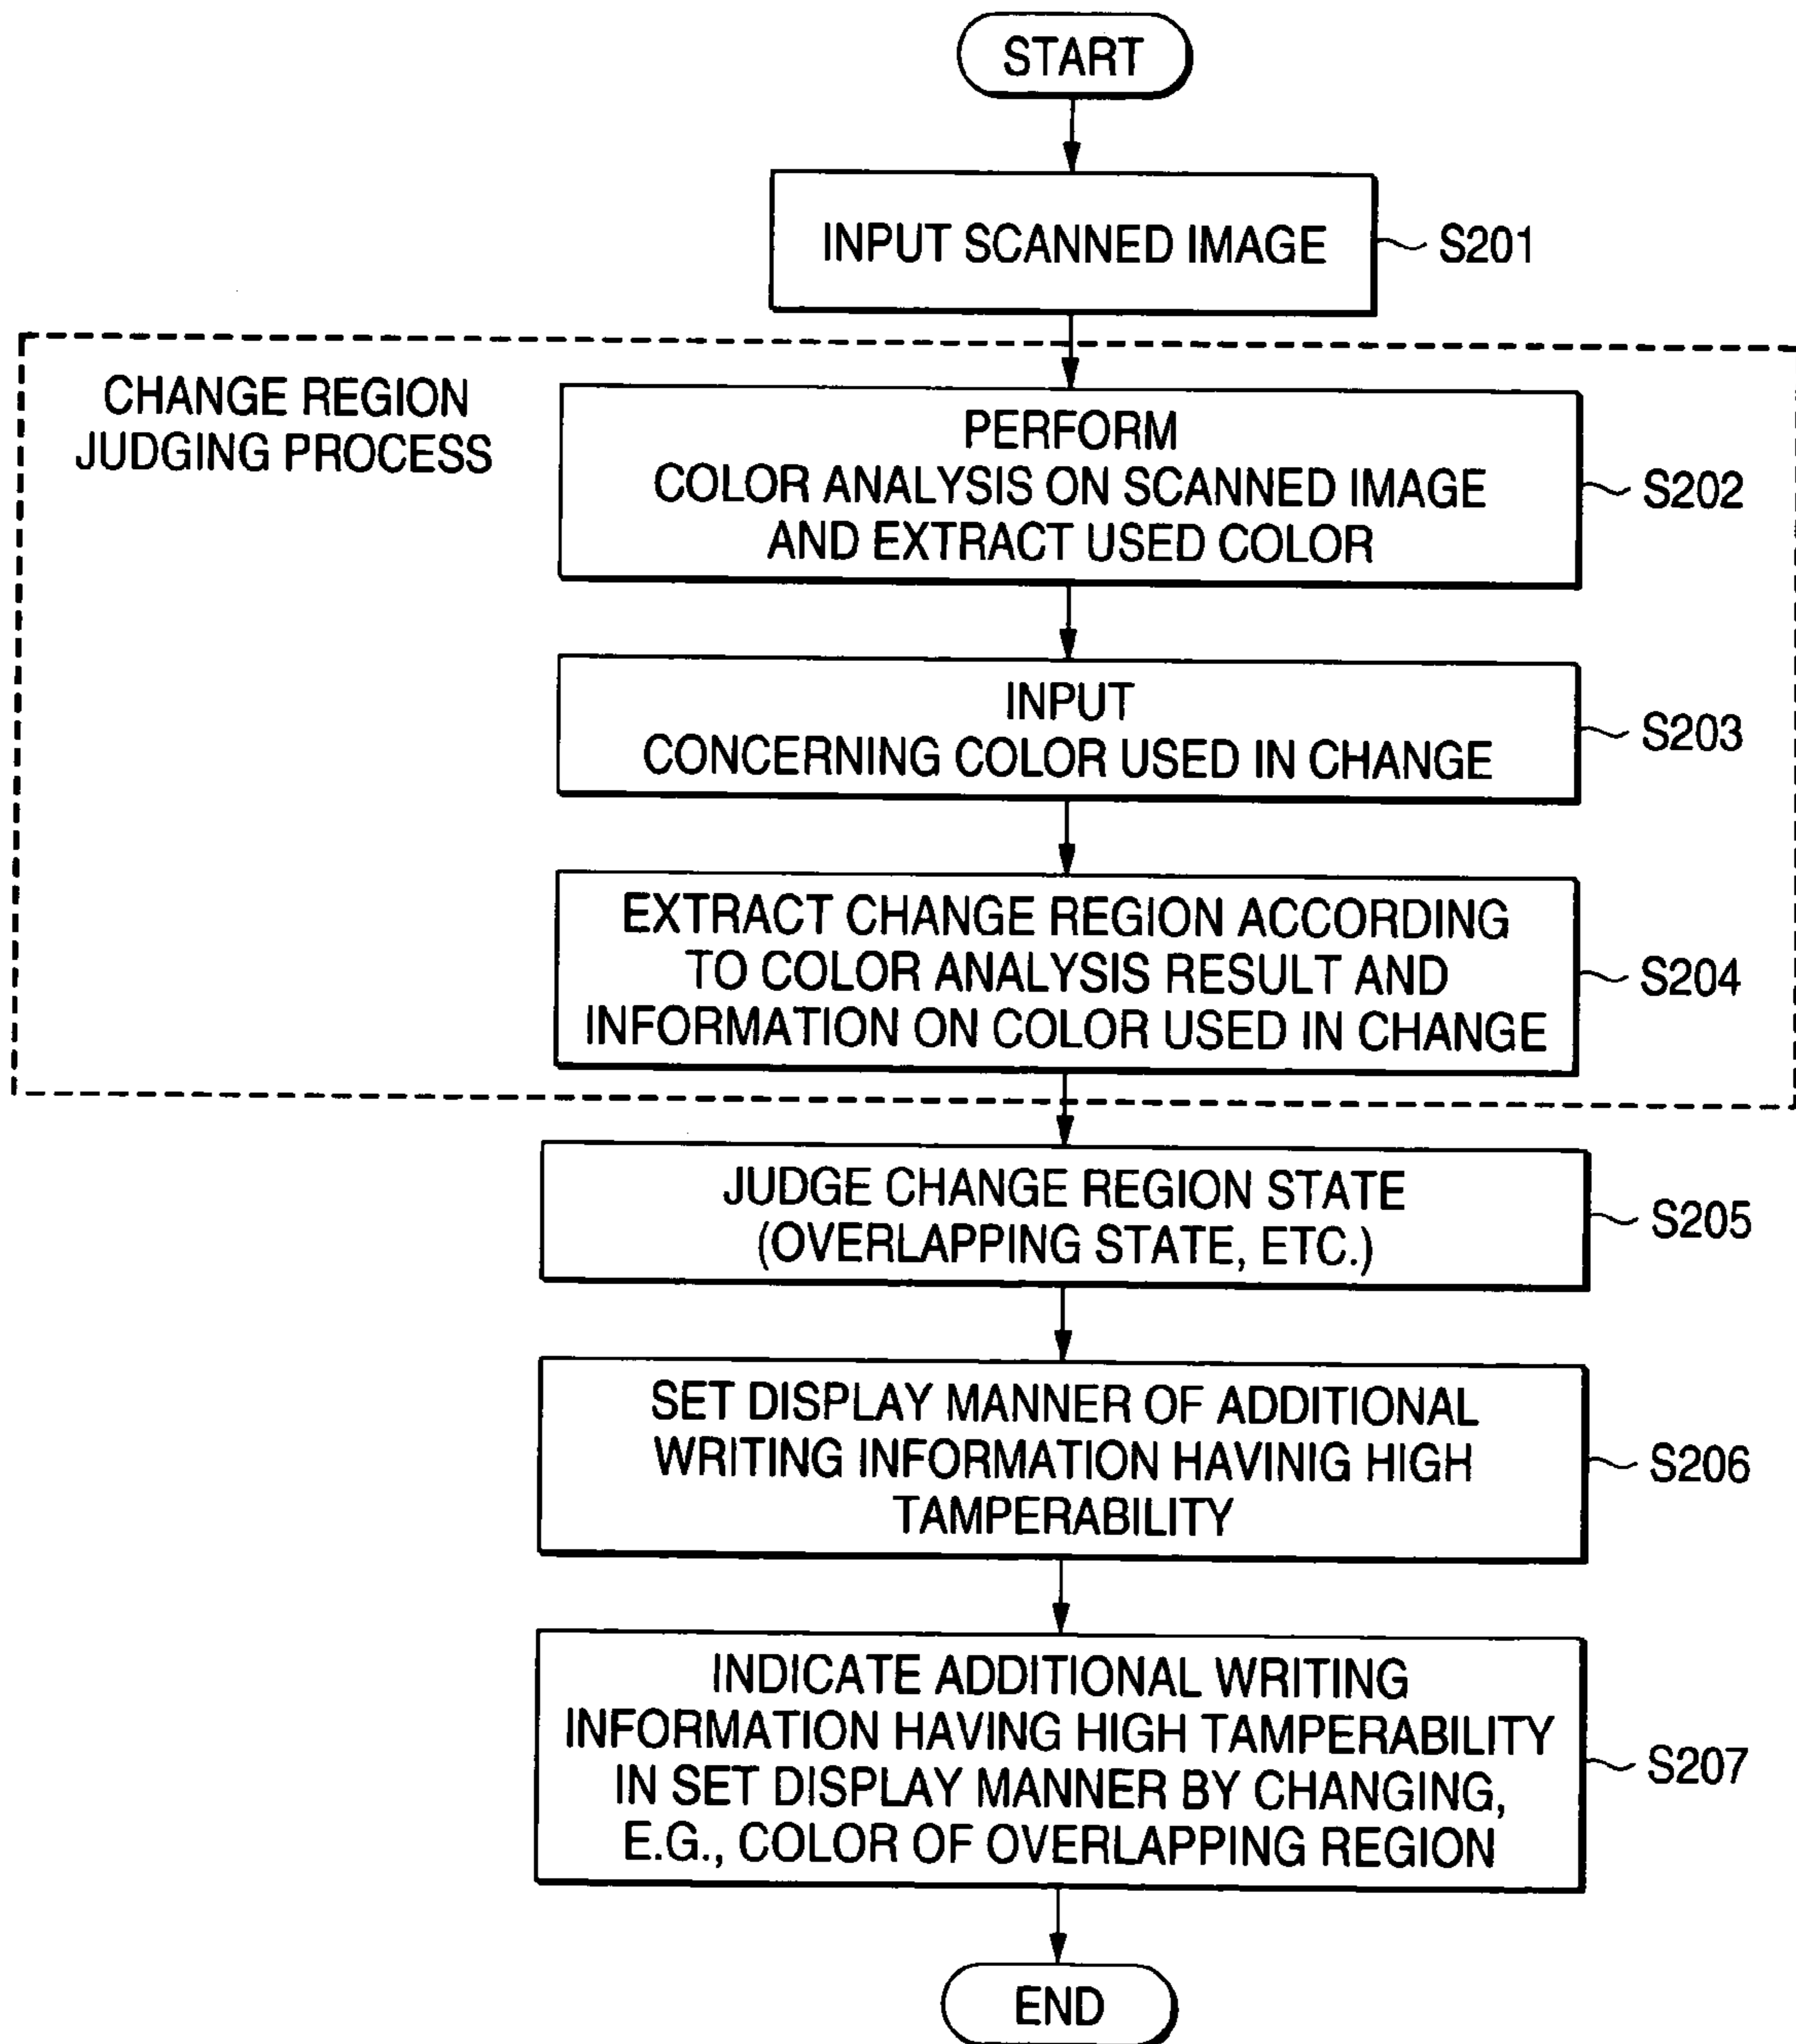 START
INPUT SCANNED IMAGE
S201
CHANGE REGION
JUDGING PROCESS
PERFORM
COLOR ANALYSIS ON SCANNED IMAGE
AND EXTRACT USED COLOR
S202
INPUT
CONCERNING COLOR USED IN CHANGE
S203
EXTRACT CHANGE REGION ACCORDING
TO COLOR ANALYSIS RESULT AND
INFORMATION ON COLOR USED IN CHANGE
S204
JUDGE CHANGE REGION STATE
(OVERLAPPING STATE, ETC.)
S205
SET DISPLAY MANNER OF ADDITIONAL
WRITING INFORMATION HAVINIG HIGH
TAMPERABILITY
S206
INDICATE ADDITIONAL WRITING
INFORMATION HAVING HIGH TAMPERABILITY
IN SET DISPLAY MANNER BY CHANGING,
E.G., COLOR OF OVERLAPPING REGION
S207
END